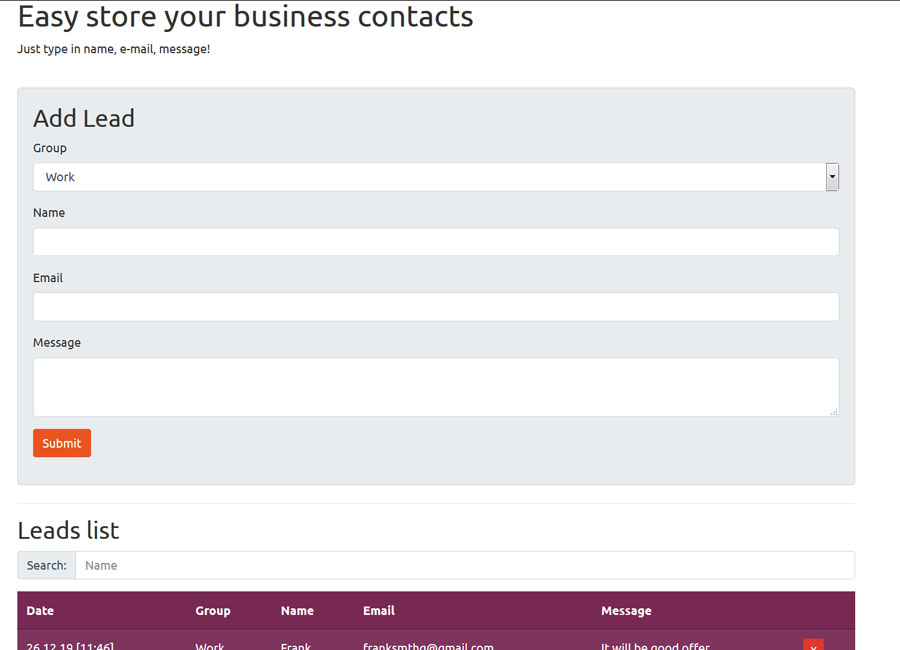 Easy store your business contacts
Just type in name, e-mail, message!
Add Lead
Group
Work
Name
Email
Message
Submit
Leads list
Search: Name
Date Group Name Email Message
26.12.19 [11:46] Work Frank franksmthg@gmail.com It will be good offer x